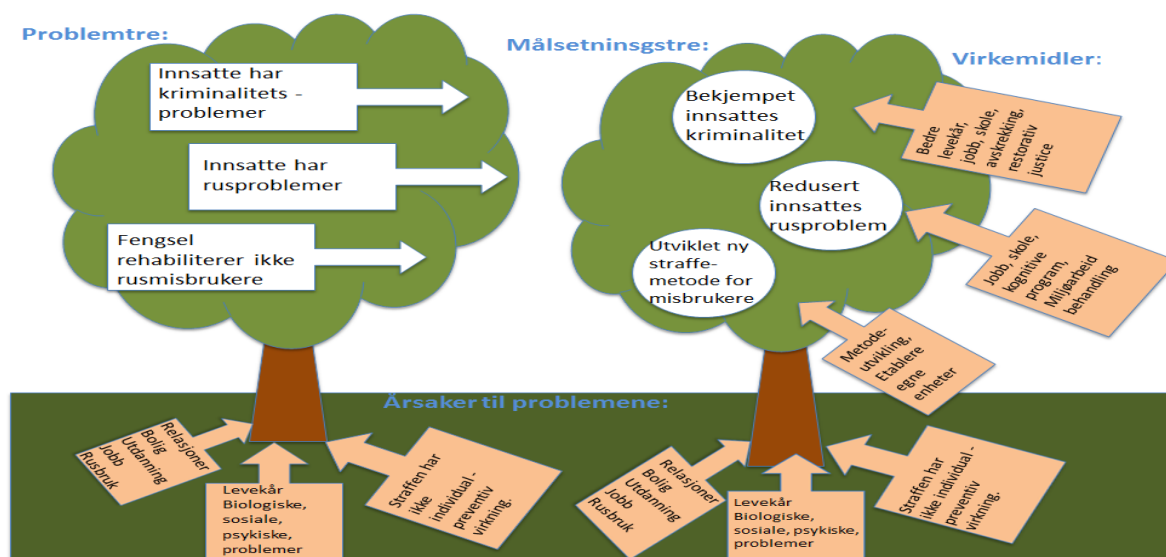 Problemtre:
Innsatte har
kriminalitets -
problemer
Innsatte har
rusproblemer
Fengsel
rehabiliterer ikke
rusmisbrukere
Målsetninsgstre:
Bekjempet
innsattes
kriminalitet
Redusert
innsattes
rusproblem
Utviklet ny
straffe-
metode for
misbrukere
Virkemidler:
Bedre
levekår,
jobb, skole,
avskrekking,
restorativ
justice
Jobb, skole,
kognitive
program,
Miljøarbeid
behandling
Metode-
utvikling,
Etablere
egne
enheter
Årsaker til problemene:
Relasjoner
Bolig
Utdanning
Jobb
Rusbruk
Levekår
Biologiske,
sosiale,
psykiske,
problemer
Straffen har
ikke
individual -
preventiv
virkning.
Relasjoner
Bolig
Utdanning
Jobb
Rusbruk
Levekår
Biologiske,
sosiale, psykiske,
problemer
Straffen har
ikke individual -
preventiv
virkning.